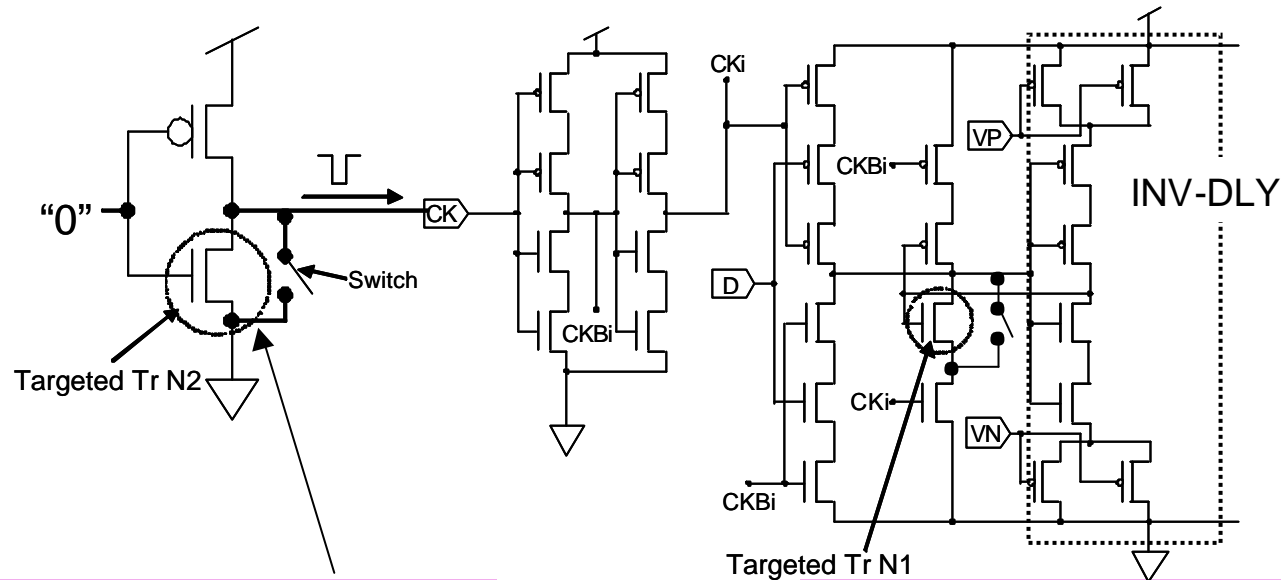 “0”
CK
Switch
Targeted Tr N2
CKBi
CKi
D
CKBi
CKBi
CKi
Targeted Tr N1
VP
VN
INV-DLY